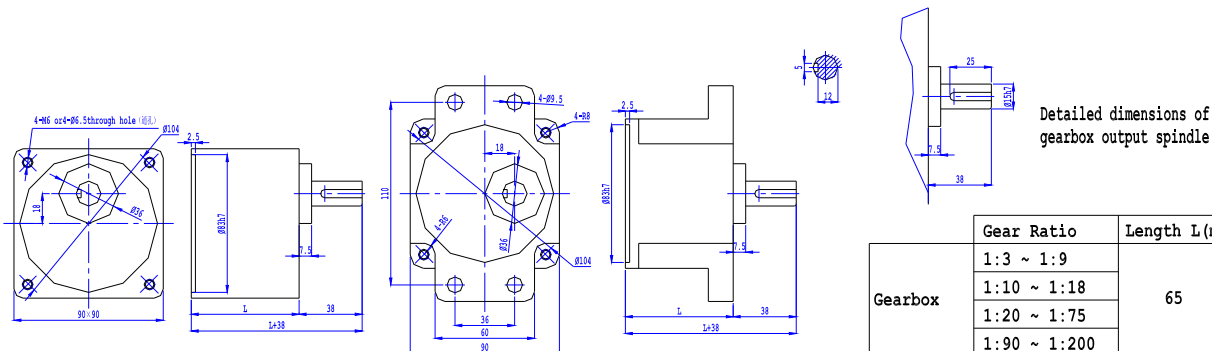 4-M6 or4-Ø6.5through hole (通孔)
Ø104
18
Ø36
90×90
2.5
Ø83h7
7.5
L
38
L+38
4-Ø9.5
4-R8
18
110
4-R6
Ø36
Ø104
36
60
90
2.5
Ø83h7
7.5
L
38
L+38
5
12
25
Ø15h7
7.5
38
Detailed dimensions of
gearbox output spindle
Gear Ratio
Length L(
1:3 ~ 1:9
1:10 ~ 1:18
Gearbox
65
1:20 ~ 1:75
1:90 ~ 1:200